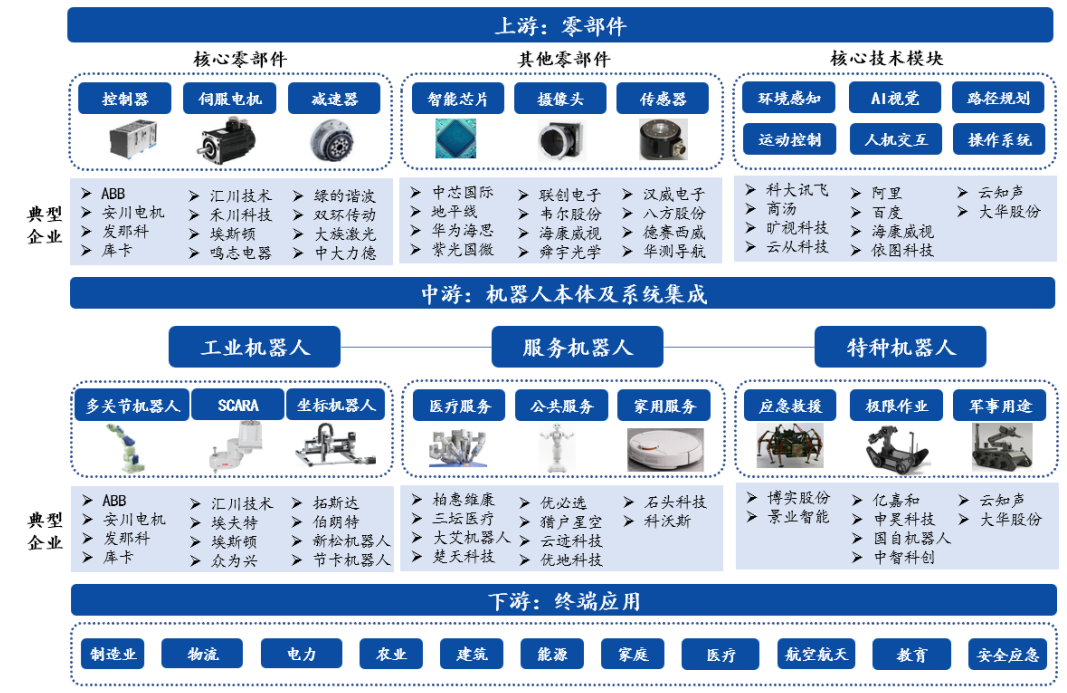 上游：零部件
核心零部件
其他零部件
核心技术模块
控制器
伺服电机
减速器
智能芯片
摄像头
传感器
环境感知
AI视觉
路径规划
运动控制
人机交互
操作系统
典型
企业
ABB
安川电机
发那科
库卡
汇川技术
禾川科技
埃斯顿
鸣志电器
绿的谐波
双环传动
大族激光
中大力德
中芯国际
地平线
华为海思
紫光国微
联创电子
韦尔股份
海康威视
舜宇光学
汉威电子
八方股份
德赛西威
华测导航
科大讯飞
商汤
旷视科技
云从科技
阿里
百度
海康威视
依图科技
云知声
大华股份
中游：机器人本体及系统集成
工业机器人
服务机器人
特种机器人
多关节机器人
SCARA
坐标机器人
医疗服务
公共服务
家用服务
应急救援
极限作业
军事用途
典型
企业
ABB
安川电机
发那科
库卡
汇川技术
埃夫特
埃斯顿
众为兴
拓斯达
伯朗特
新松机器人
节卡机器人
柏惠维康
三坛医疗
大艾机器人
楚天科技
优必选
猎户星空
云迹科技
优地科技
石头科技
科沃斯
博实股份
景业智能
亿嘉和
申昊科技
国自机器人
中智科创
云知声
大华股份
下游：终端应用
制造业
物流
电力
农业
建筑
能源
家庭
医疗
航空航天
教育
安全应急